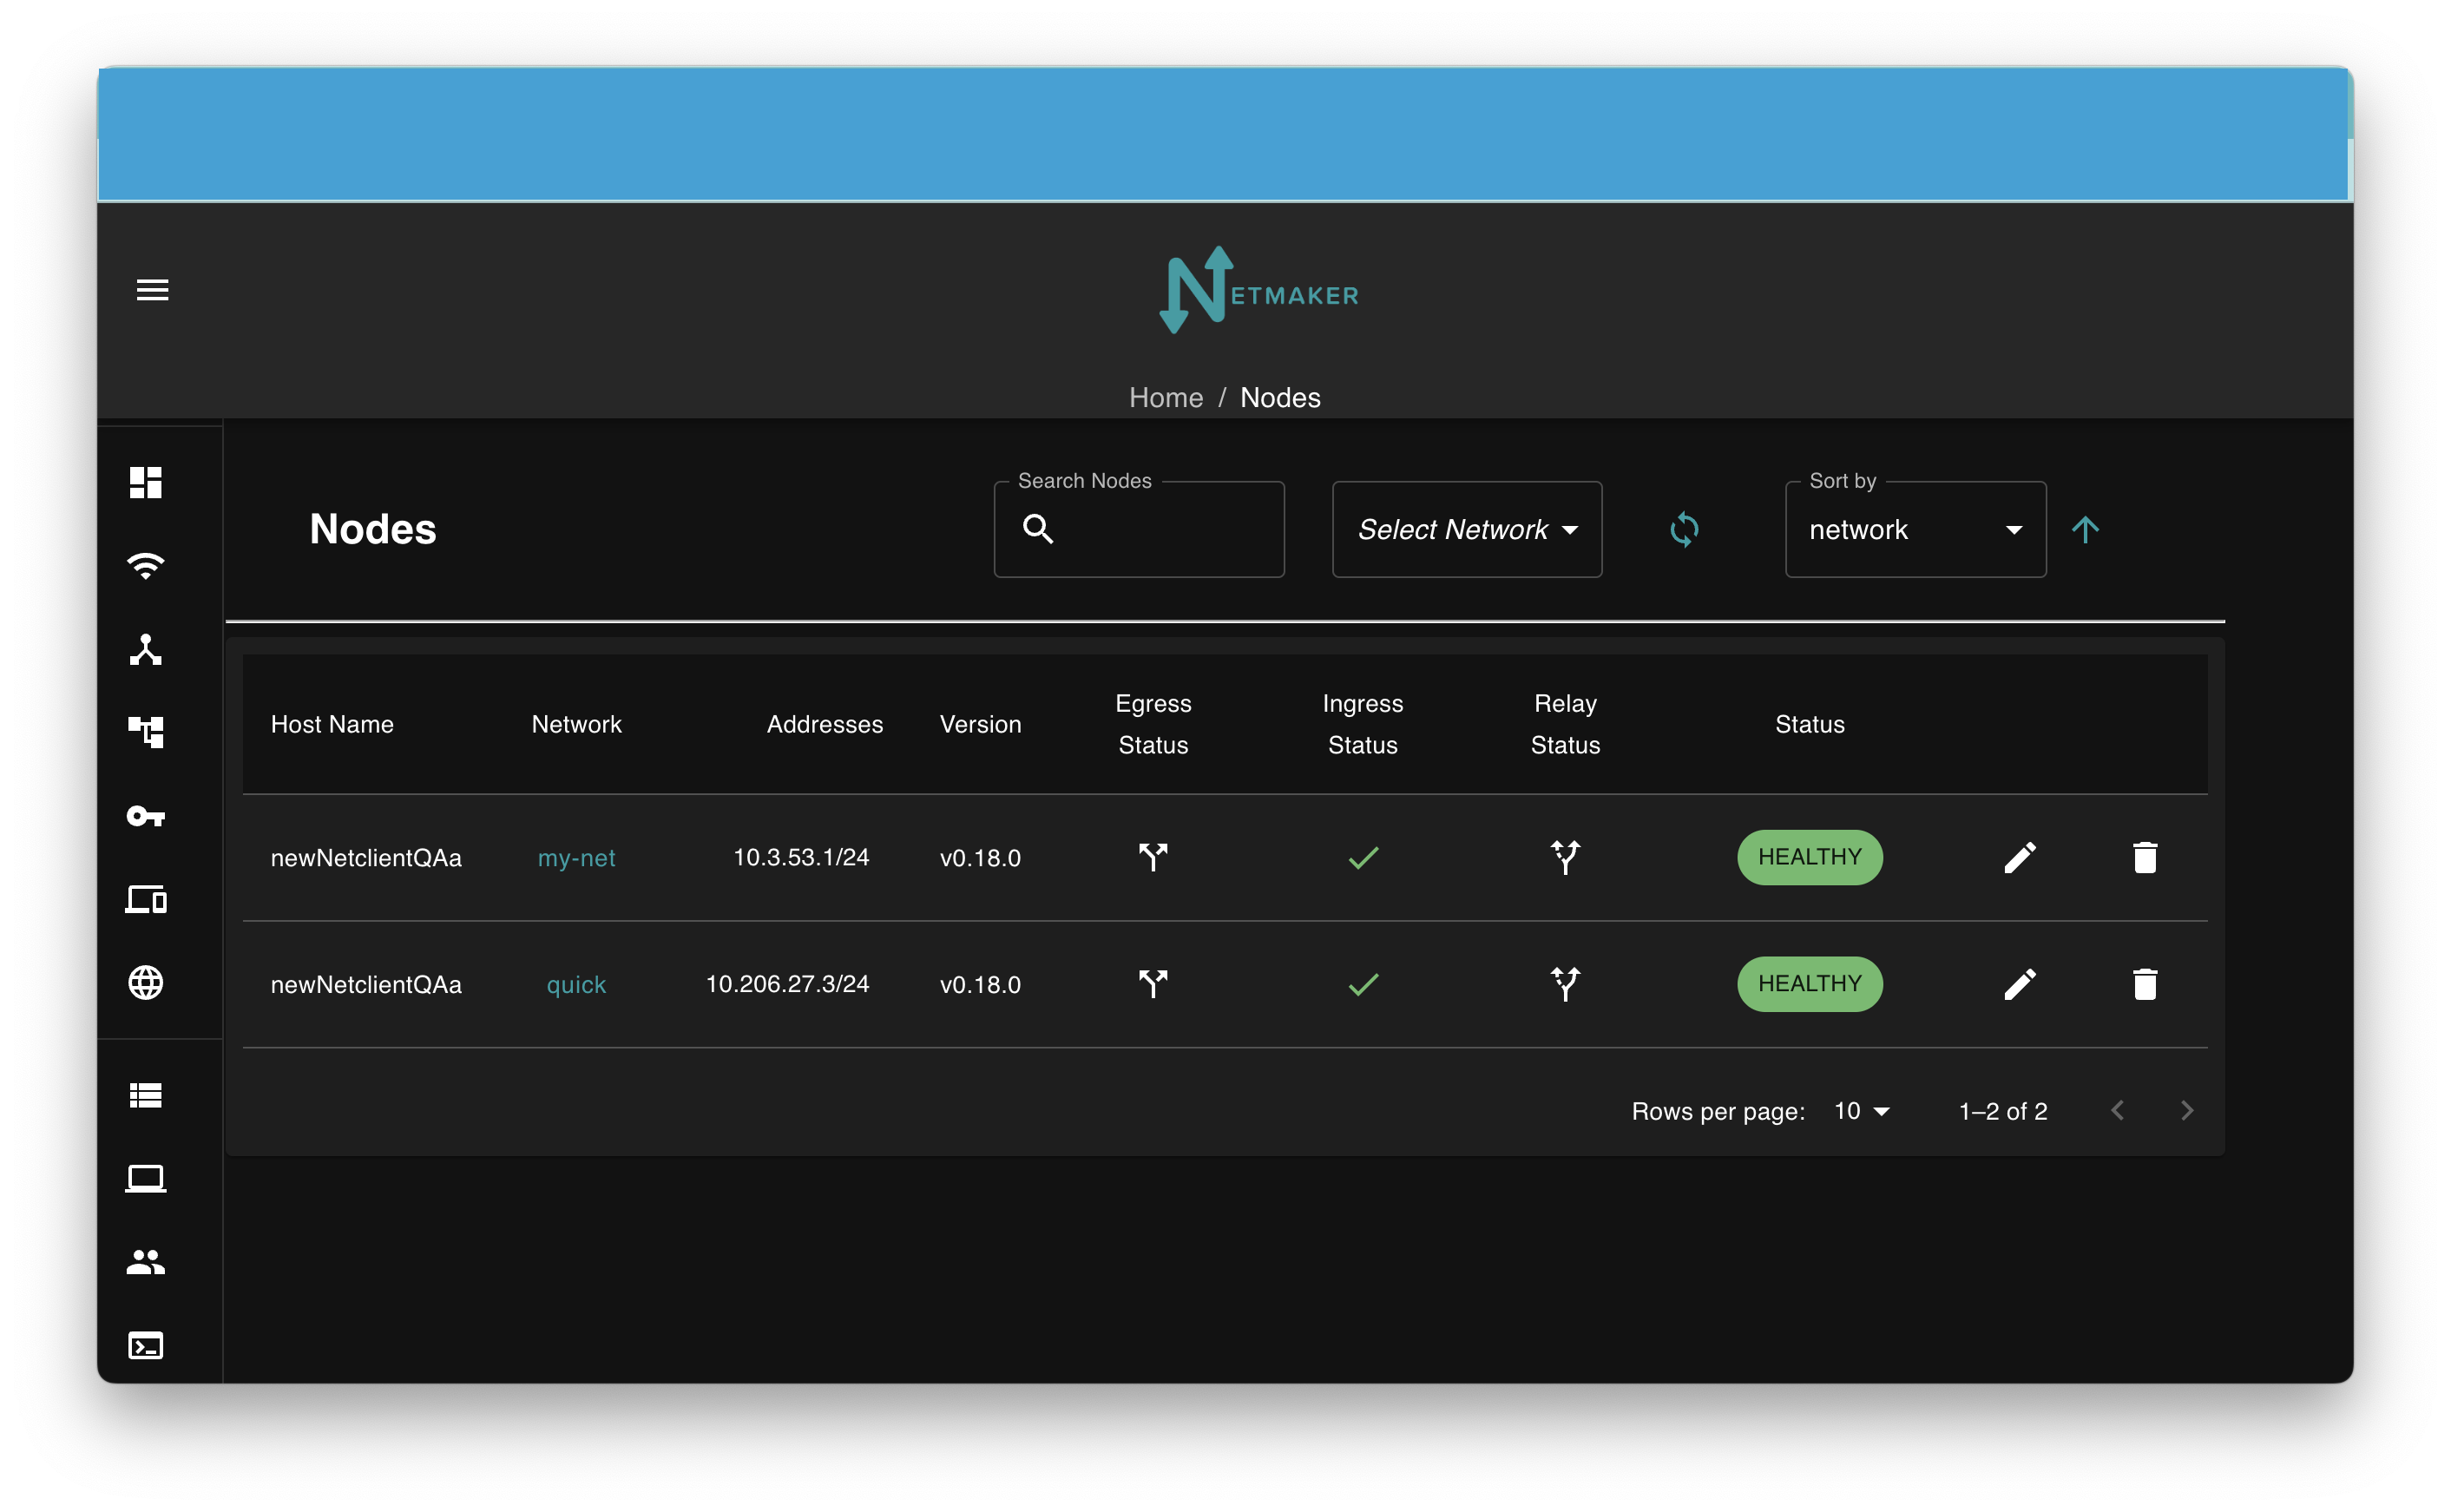 NETMAKER
Home / Nodes
Nodes
Search Nodes
Select Network
Sort by
network
Host Name Network Addresses Version Egress Status Ingress Status Relay Status Status
newNetclientQAa my-net 10.3.53.1/24 v0.18.0 HEALTHY
newNetclientQAa quick 10.206.27.3/24 v0.18.0 HEALTHY
Rows per page: 10 1–2 of 2